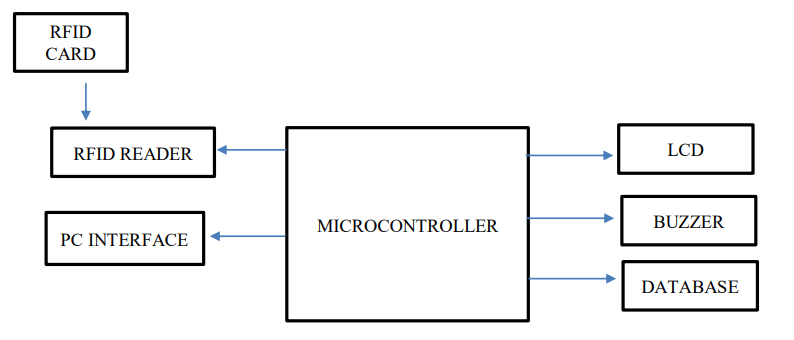 RFID
CARD
RFID READER
LCD
MICROCONTROLLER
BUZZER
PC INTERFACE
DATABASE